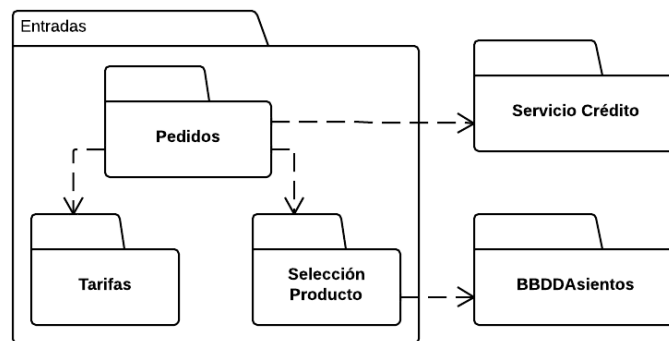 Entradas
Pedidos
Servicio Crédito
Tarifas
Selección
Producto
BBDDAsientos